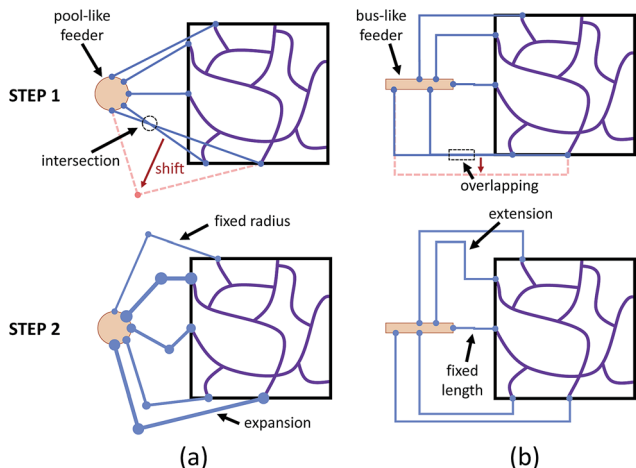 pool-like
feeder
bus-like
feeder
STEP 1
intersection
shift
overlapping
fixed radius
extension
STEP 2
fixed
length
expansion
(a)
(b)